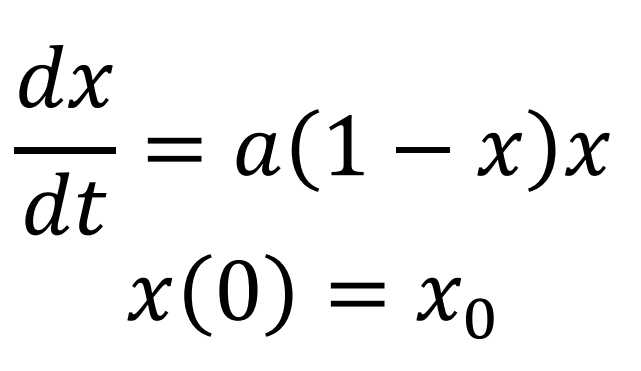 dx/dt = a(1 − x)x
x(0) = x₀